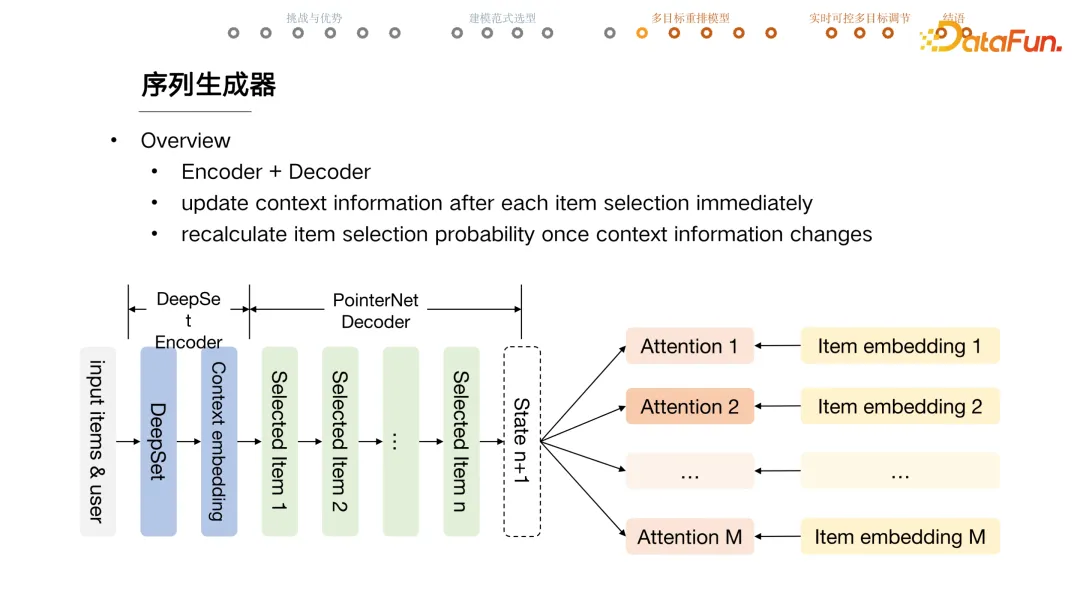 挑战与优势
建模范式选型
多目标重排模型
实时可控多目标调节
结语
DataFun.
序列生成器
• Overview
• Encoder + Decoder
• update context information after each item selection immediately
• recalculate item selection probability once context information changes
DeepSe
t
Encoder
PointerNet
Decoder
input items & user
DeepSet
Context embedding
Selected Item 1
Selected Item 2
...
Selected Item n
State n+1
Attention 1
Item embedding 1
Attention 2
Item embedding 2
...
...
Attention M
Item embedding M